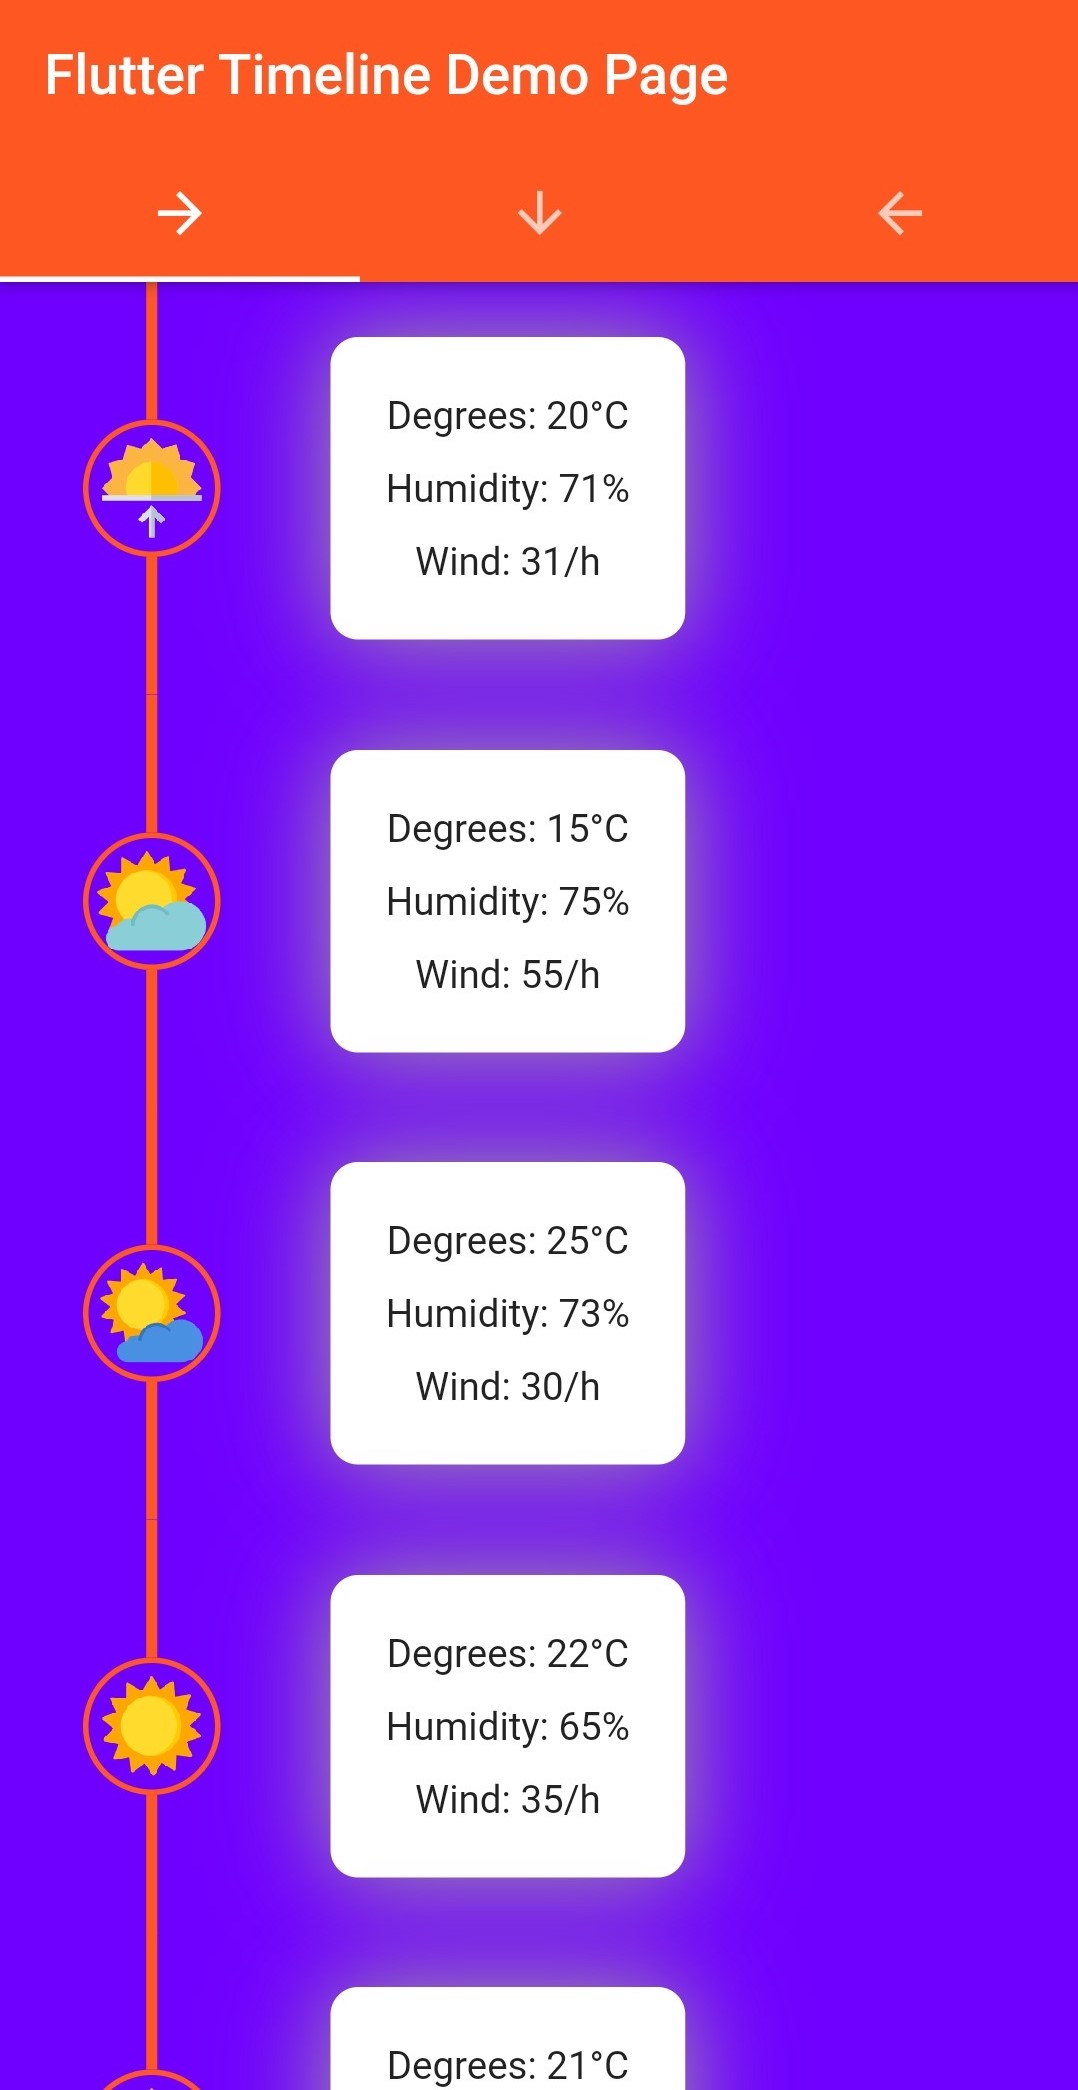 Flutter Timeline Demo Page
Degrees: 20°C
Humidity: 71%
Wind: 31/h
Degrees: 15°C
Humidity: 75%
Wind: 55/h
Degrees: 25°C
Humidity: 73%
Wind: 30/h
Degrees: 22°C
Humidity: 65%
Wind: 35/h
Degrees: 21°C